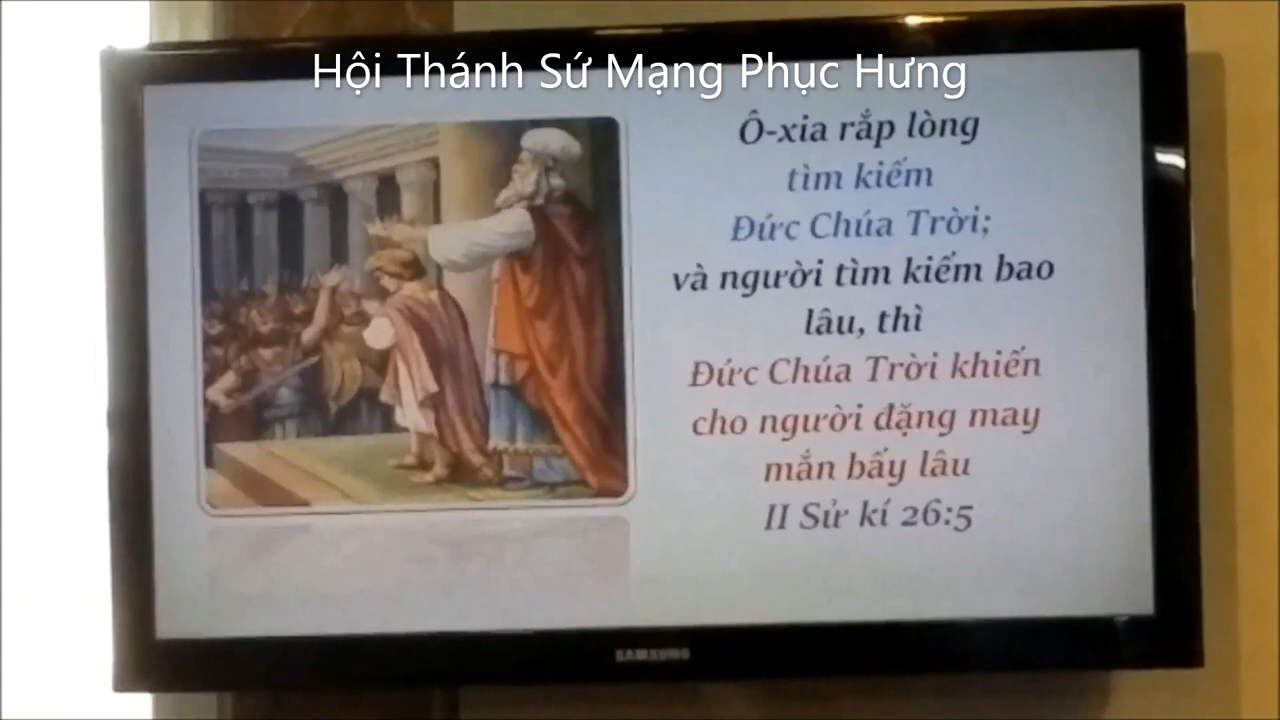 Hội Thánh Sứ Mạng Phục Hưng
Ô-xia rắp lòng
tìm kiếm
Đức Chúa Trời;
và người tìm kiếm bao
lâu, thì
Đức Chúa Trời khiến
cho người đặng may
mắn bấy lâu
II Sử kí 26:5
SAMSUNG